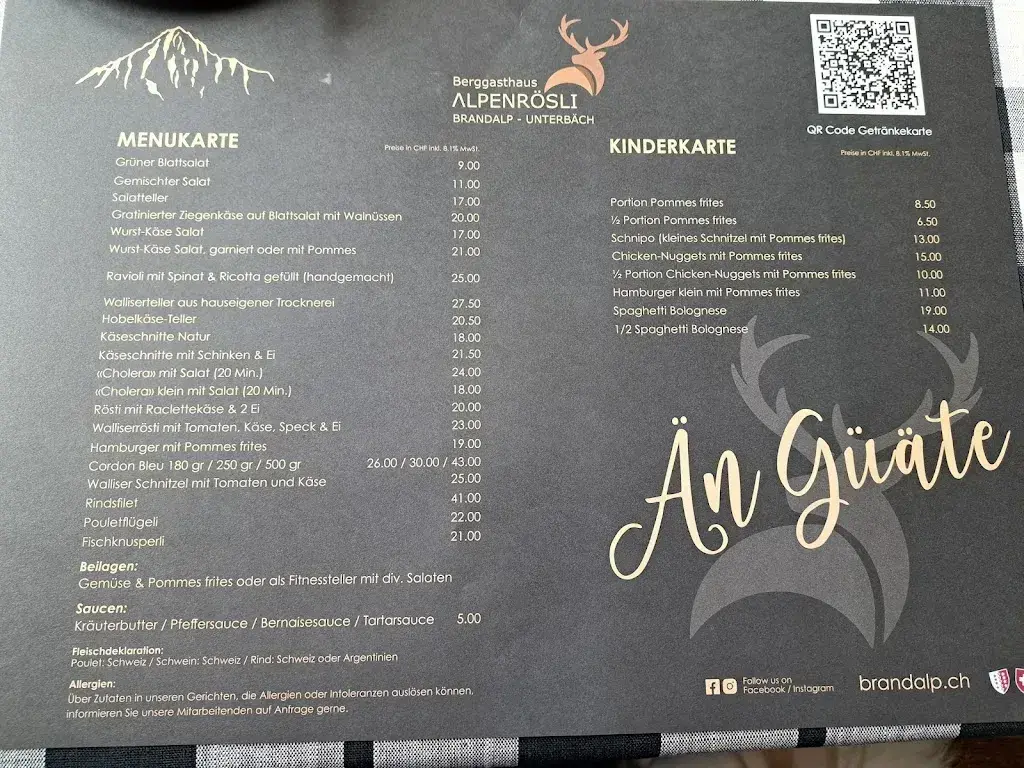 Berggasthaus
ALPENRÖSLI
BRANDALP - UNTERBÄCH
QR Code Getränkekarte
MENUKARTE
Preise in CHF inkl. 8.1% MwSt.
Grüner Blattsalat 9.00
Gemischter Salat 11.00
Salatteller 17.00
Gratinierter Ziegenkäse auf Blattsalat mit Walnüssen 20.00
Wurst-Käse Salat 17.00
Wurst-Käse Salat, garniert oder mit Pommes 21.00
Ravioli mit Spinat & Ricotta gefüllt (handgemacht) 25.00
Walliserteller aus hauseigener Trocknerei 27.50
Hobelkäse-Teller 20.50
Käseschnitte Natur 18.00
Käseschnitte mit Schinken & Ei 21.50
«Cholera» mit Salat (20 Min.) 24.00
«Cholera» klein mit Salat (20 Min.) 18.00
Rösti mit Raclettekäse & 2 Ei 20.00
Walliserrösti mit Tomaten, Käse, Speck & Ei 23.00
Hamburger mit Pommes frites 19.00
Cordon Bleu 180 gr / 250 gr / 500 gr 26.00 / 30.00 / 43.00
Walliser Schnitzel mit Tomaten und Käse 25.00
Rindsfilet 41.00
Pouletflügeli 22.00
Fischknusperli 21.00
Beilagen:
Gemüse & Pommes frites oder als Fitnessteller mit div. Salaten
Saucen:
Kräuterbutter / Pfeffersauce / Bernaisesauce / Tartarsauce 5.00
Fleischdeklaration:
Poulet: Schweiz / Schwein: Schweiz / Rind: Schweiz oder Argentinien
Allergien:
Über Zutaten in unseren Gerichten, die Allergien oder Intoleranzen auslösen können,
informieren Sie unsere Mitarbeitenden auf Anfrage gerne.
KINDERKARTE
Preise in CHF inkl. 8.1% MwSt.
Portion Pommes frites 8.50
½ Portion Pommes frites 6.50
Schnipo (kleines Schnitzel mit Pommes frites) 13.00
Chicken-Nuggets mit Pommes frites 15.00
½ Portion Chicken-Nuggets mit Pommes frites 10.00
Hamburger klein mit Pommes frites 11.00
Spaghetti Bolognese 19.00
1/2 Spaghetti Bolognese 14.00
Än Güäte
Follow us on
Facebook / Instagram
brandalp.ch